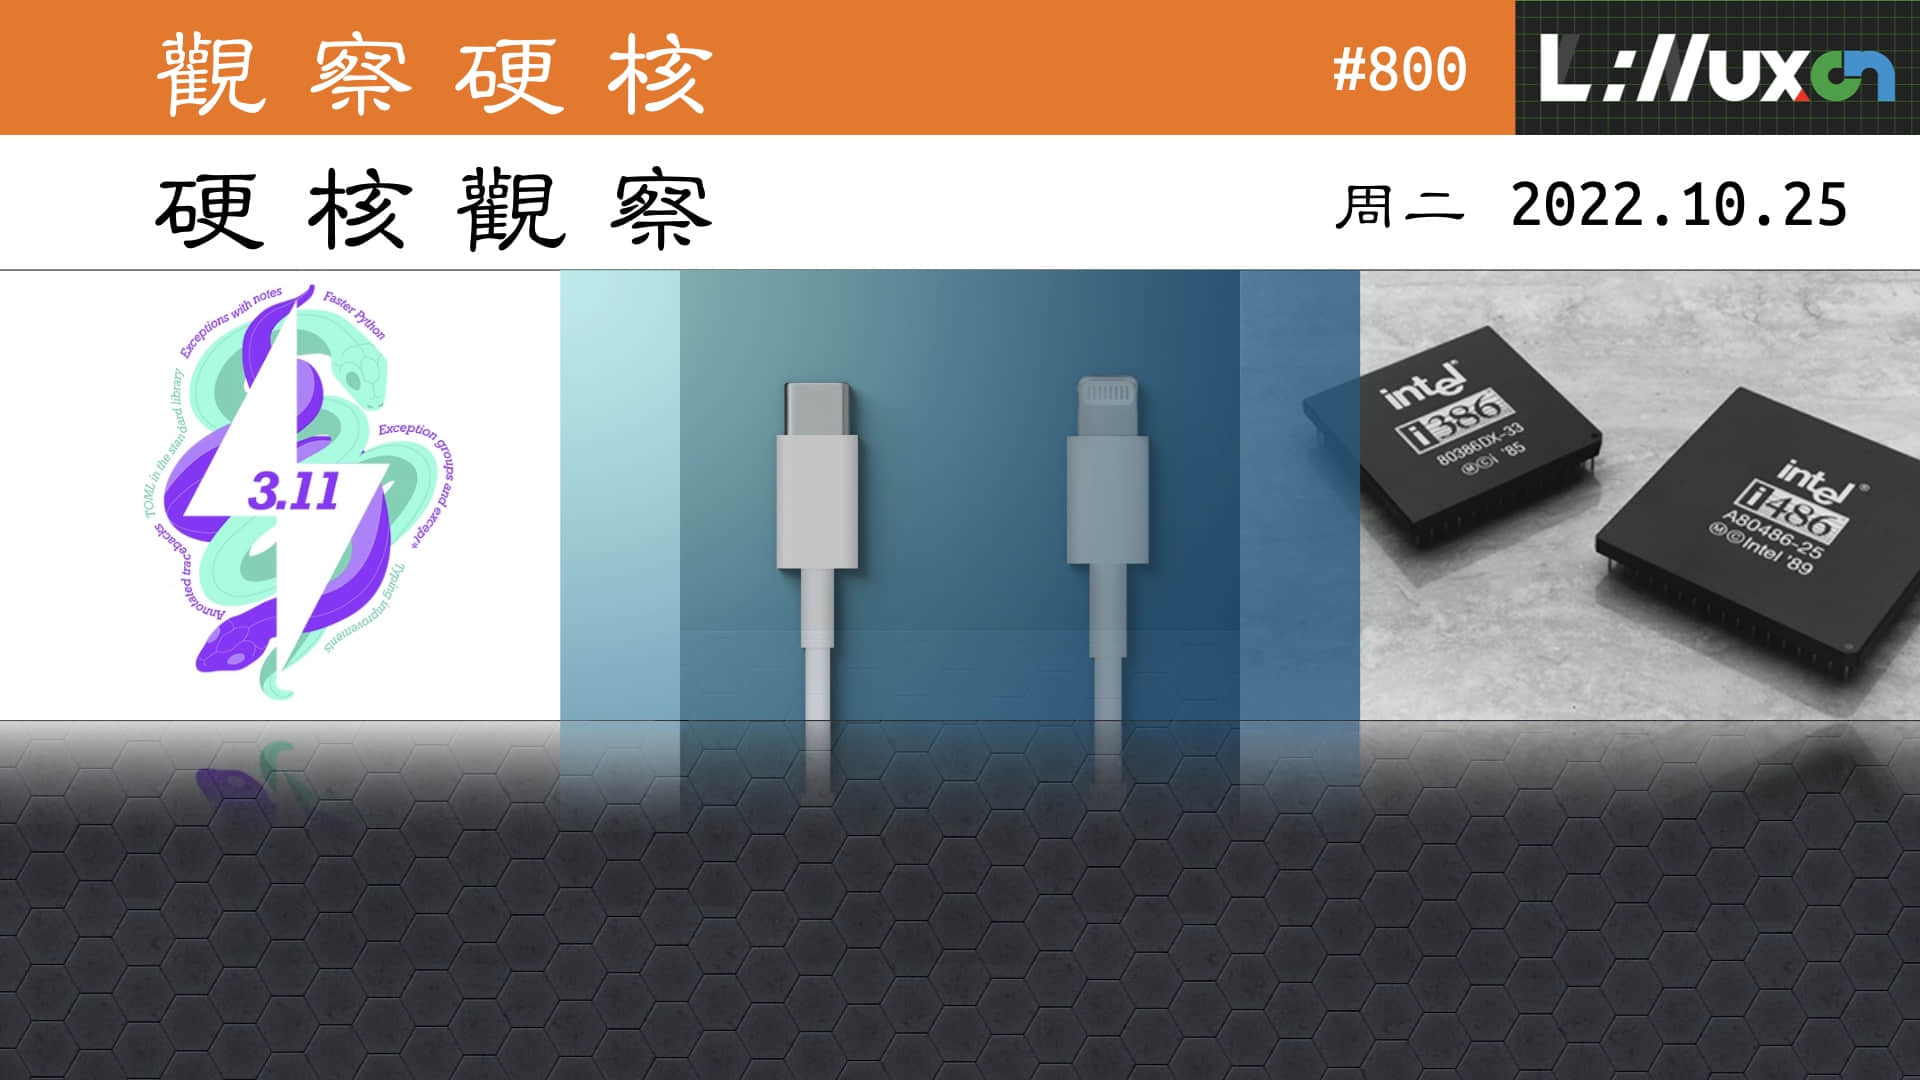 觀察硬核
#800
L://UXCN
硬核觀察
周二 2022.10.25
Exceptions with notes
Faster Python
TOML in the standard library
Exception groups and except*
3.11
Annotated tracebacks
Typing improvements
intel®
i386
80386DX-33
ⓂⒸi '85
intel®
i486
A80486-25
ⓂⒸIntel '89